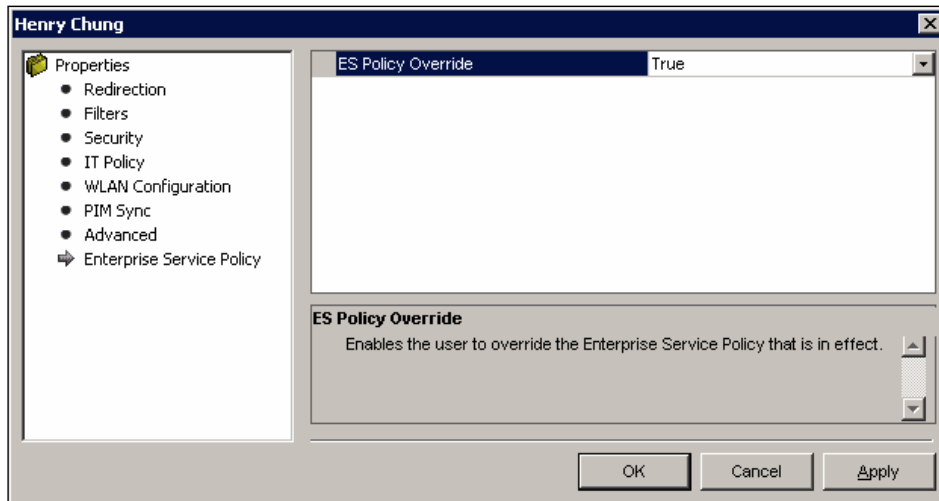 Henry Chung
Properties
Redirection
Filters
Security
IT Policy
WLAN Configuration
PIM Sync
Advanced
Enterprise Service Policy
ES Policy Override True
ES Policy Override
Enables the user to override the Enterprise Service Policy that is in effect.
OK Cancel Apply